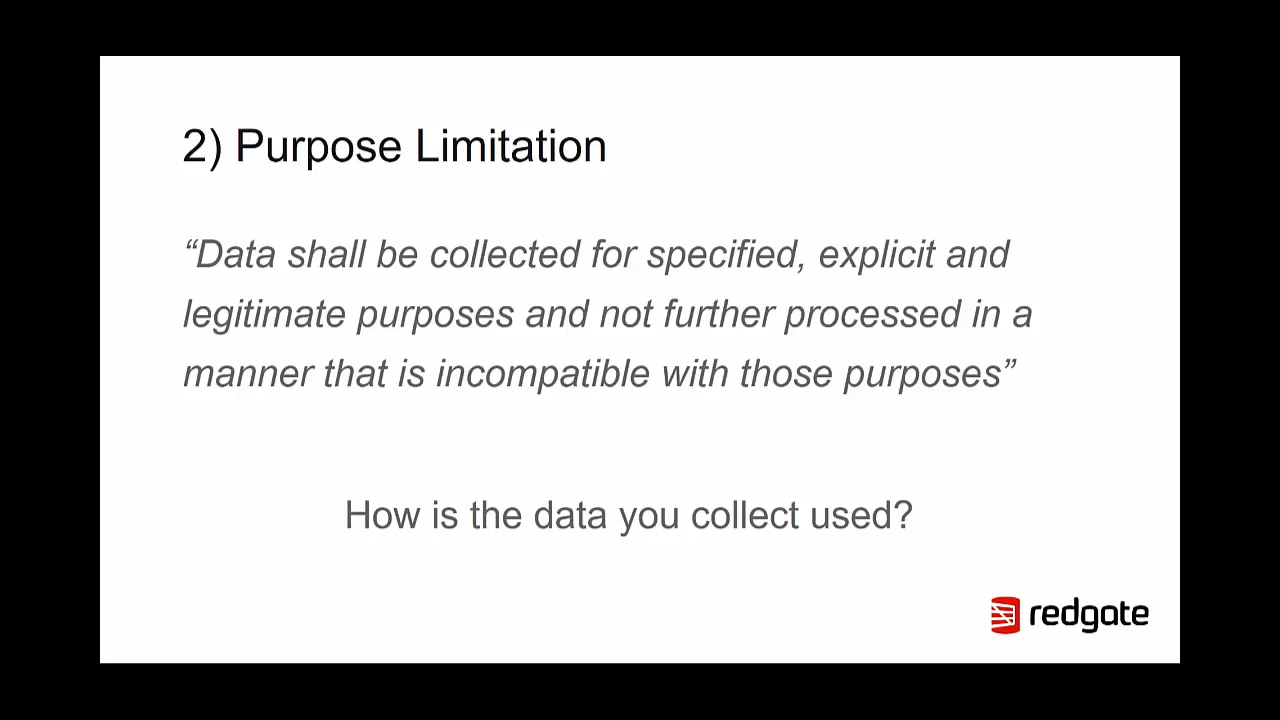 2) Purpose Limitation
“Data shall be collected for specified, explicit and
legitimate purposes and not further processed in a
manner that is incompatible with those purposes”
How is the data you collect used?
redgate